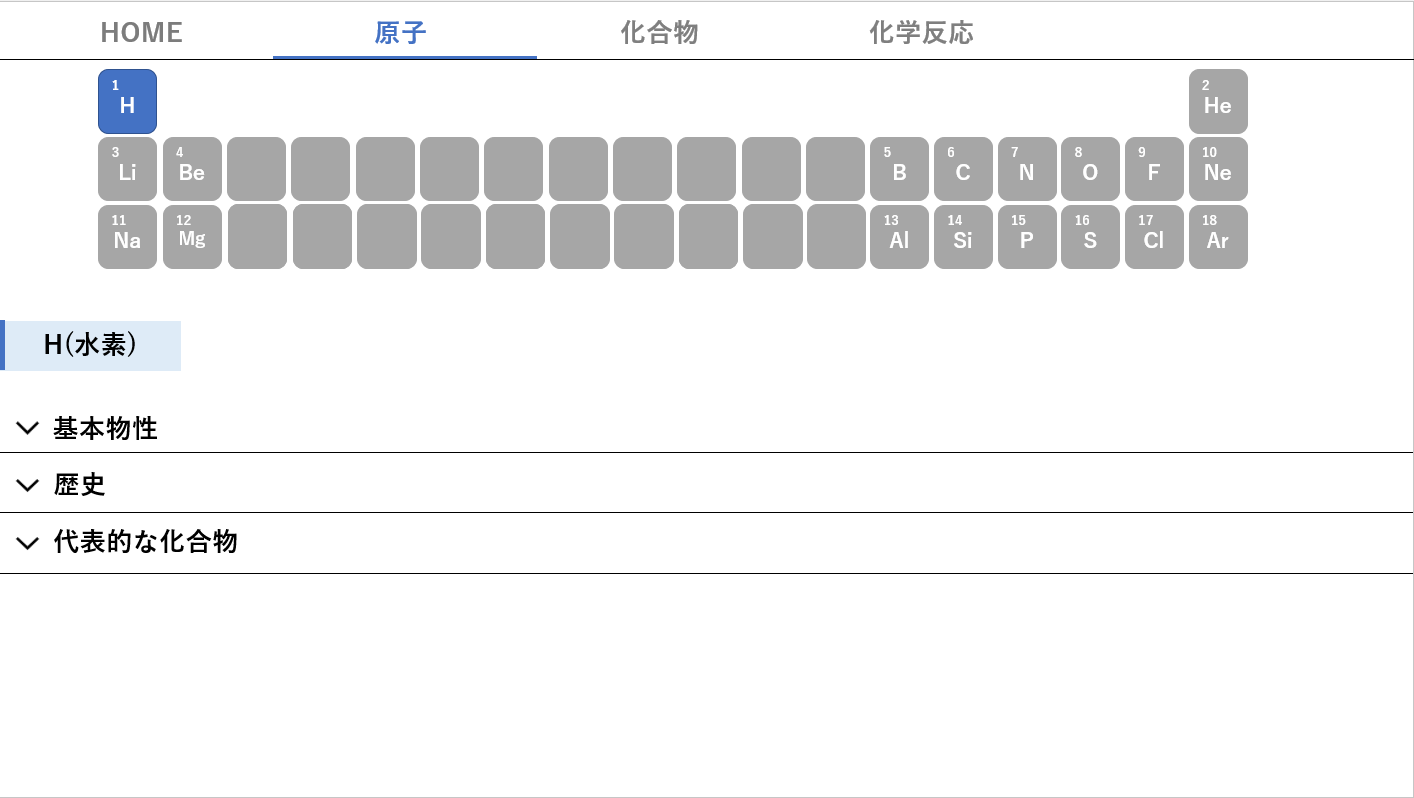 HOME 原子 化合物 化学反応
1 2
H He
3 4 5 6 7 8 9 10
Li Be B C N O F Ne
11 12 13 14 15 16 17 18
Na Mg Al Si P S Cl Ar
H(水素)
基本物性
歴史
代表的な化合物